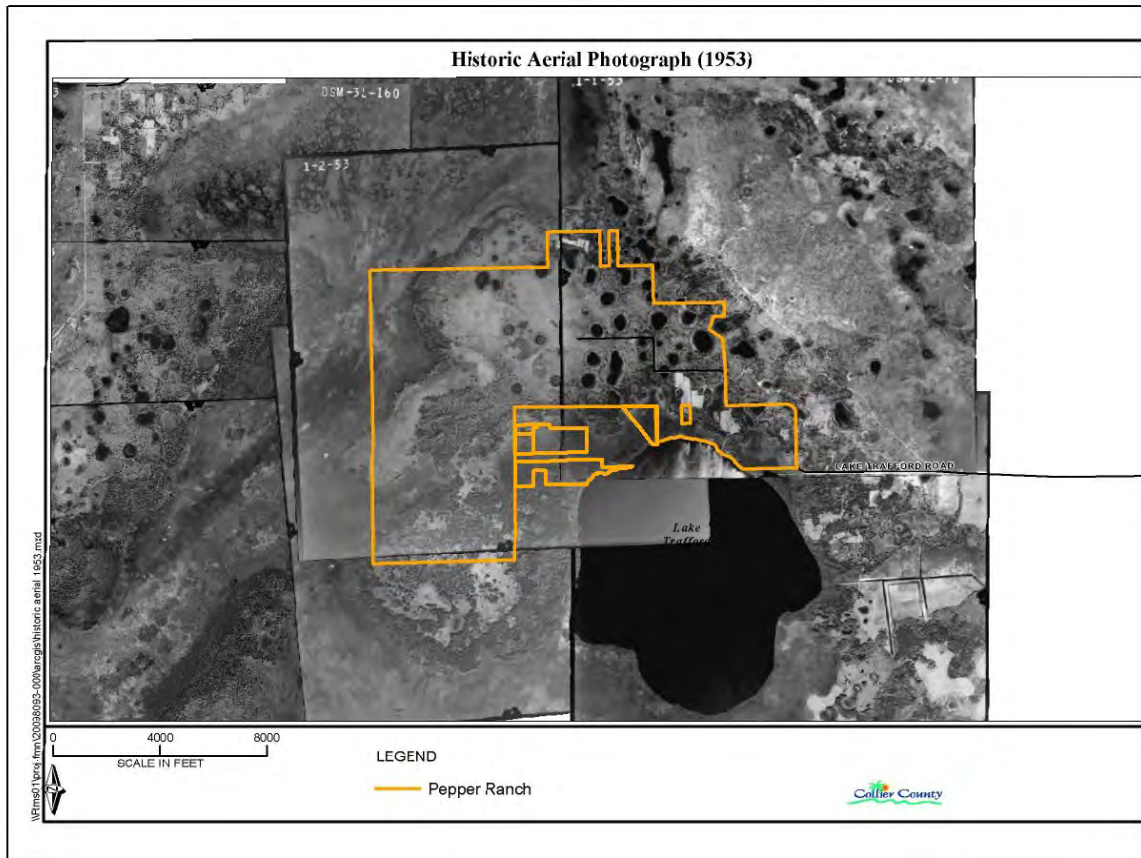 Historic Aerial Photograph (1953)
DSM-3L-160
1-1-53
1-2-53
LAKE TRAFFORD ROAD
Lake
Trafford
0 4000 8000
SCALE IN FEET
LEGEND
Pepper Ranch
Collier County